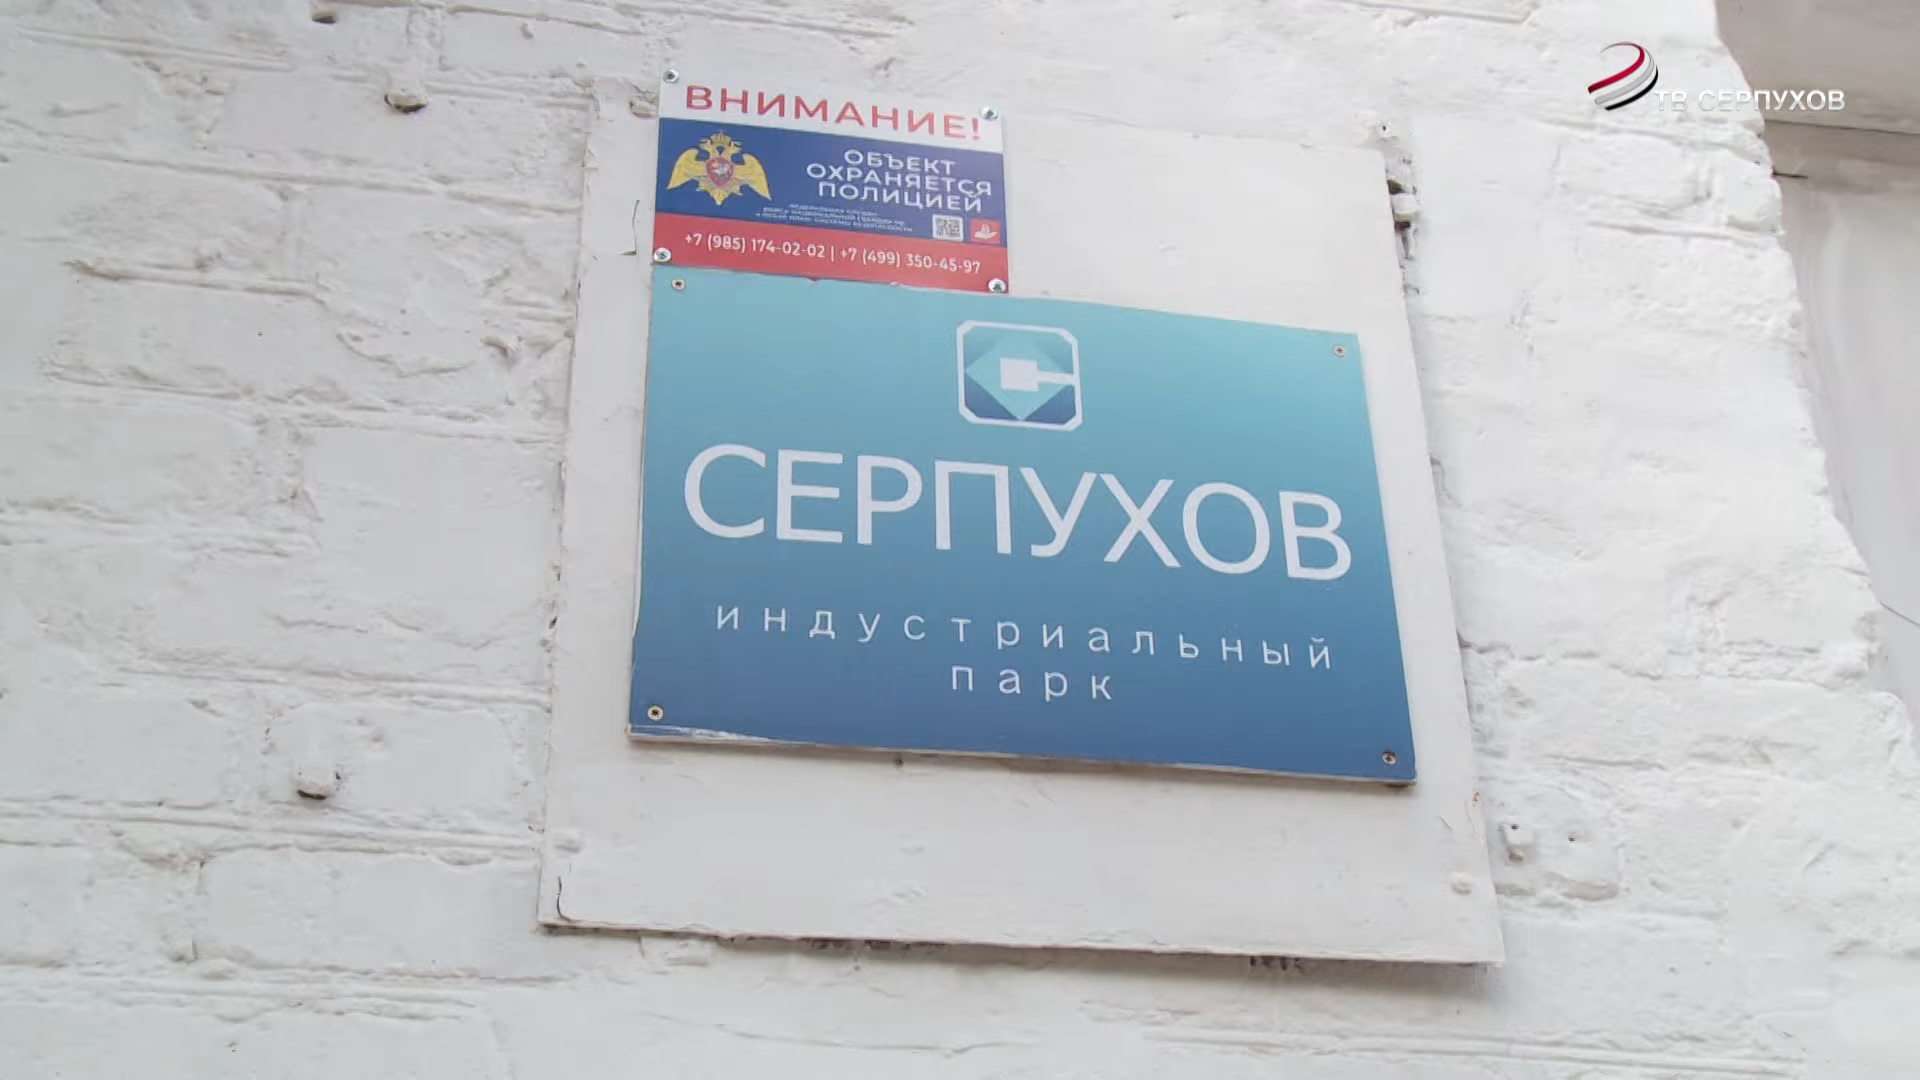 ТВ СЕРПУХОВ
ВНИМАНИЕ!
ОБЪЕКТ
ОХРАНЯЕТСЯ
ПОЛИЦИЕЙ
+7 (985) 174-02-02 | +7 (499) 350-45-97
СЕРПУХОВ
индустриальный
парк